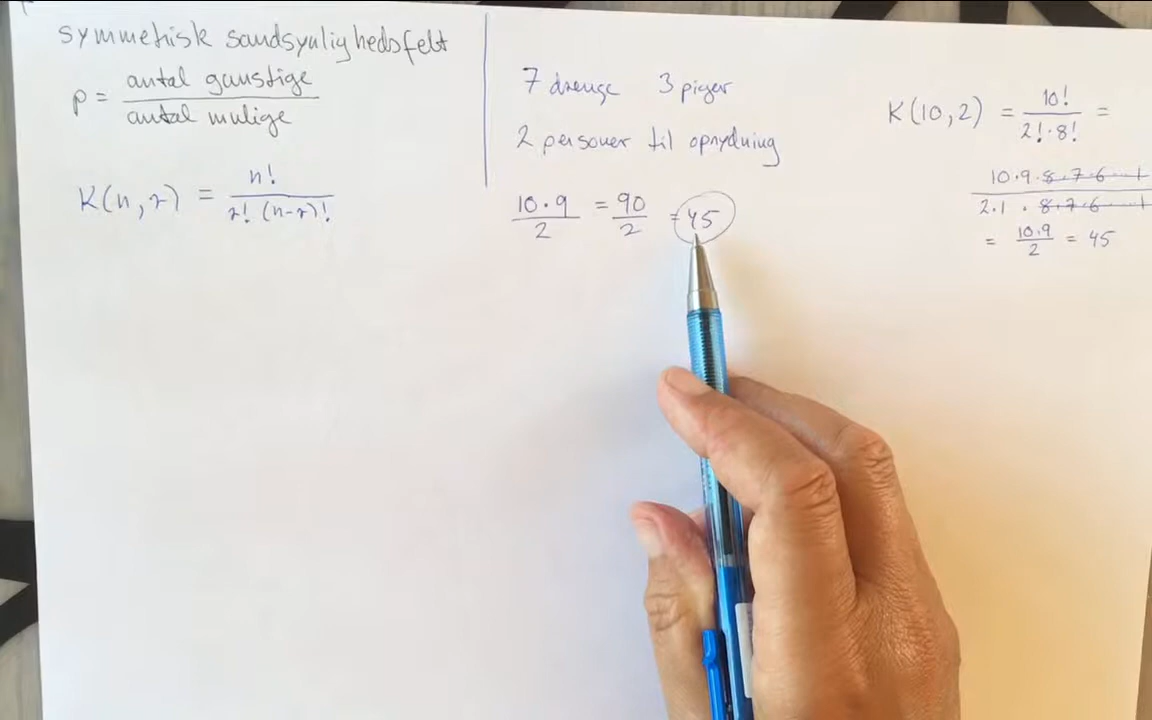 symmetrisk sandsynlighedsfelt
p = antal gunstige / antal mulige
K(n,r) = n! / r! (n-r)!
7 drenge 3 piger
2 personer til oprydning
10·9 / 2 = 90 / 2 = 45
K(10,2) = 10! / 2!·8! =
10·9·8·7·6···1 / 2·1·8·7·6···1
= 10·9 / 2 = 45